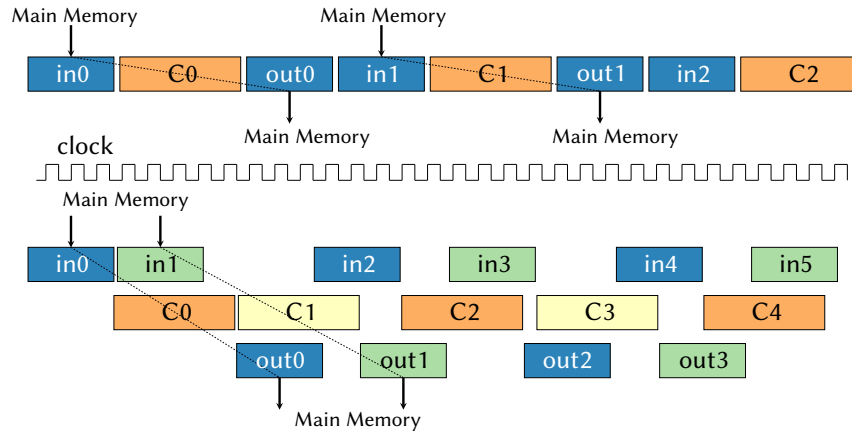 Main Memory Main Memory
in0 C0 out0 in1 C1 out1 in2 C2
Main Memory Main Memory
clock
Main Memory
in0 in1 in2 in3 in4 in5
C0 C1 C2 C3 C4
out0 out1 out2 out3
Main Memory